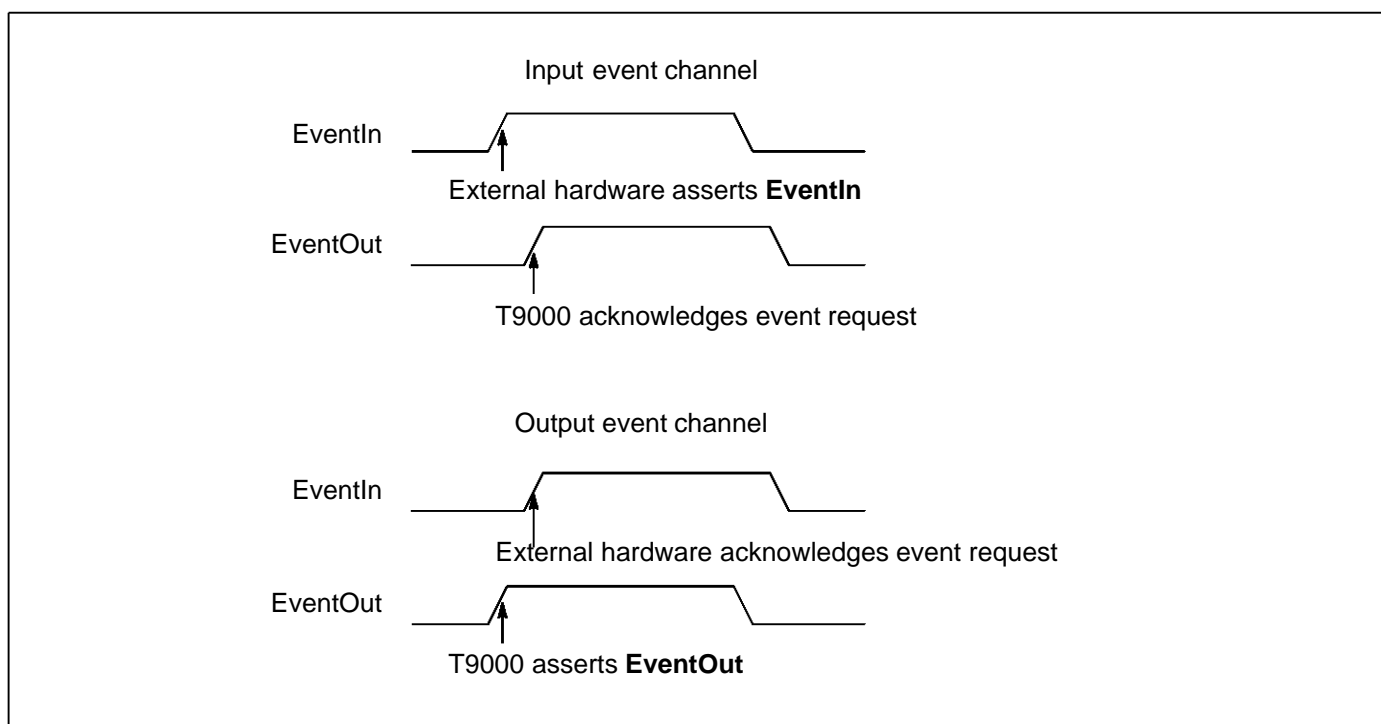 Input event channel
EventIn
External hardware asserts EventIn
EventOut
T9000 acknowledges event request
Output event channel
EventIn
External hardware acknowledges event request
EventOut
T9000 asserts EventOut